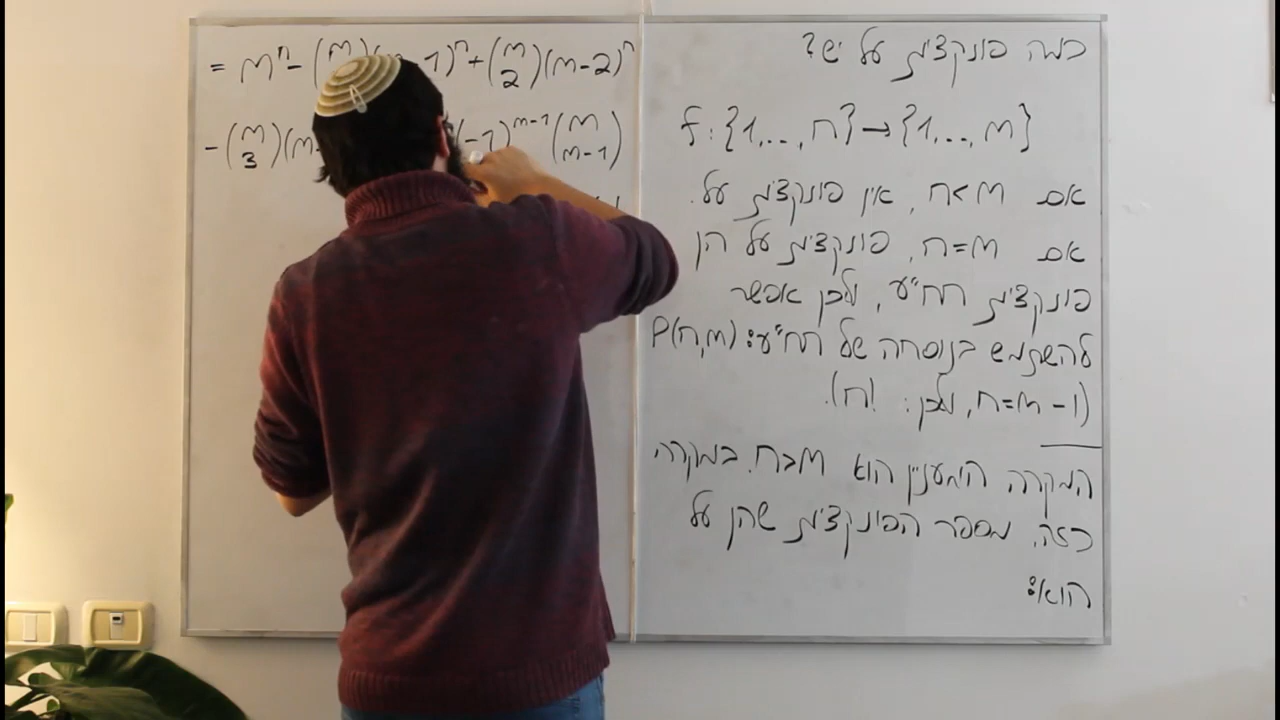 כמה פונקציות על יש?
f: {1,..,n} → {1,..,m}
אם n<m, אין פונקציות על.
אם n=m, פונקציות על הן
פונקציות חח"ע, ולכן אפשר
להשתמש בנוסחה של חח"ע: P(n,m)
(ו - n=m, ולכן: n!).
המקרה המעניין הוא n>m. במקרה
כזה, מספר הפונקציות שהן על
הוא:
= mⁿ - (m -1)ⁿ + (m 2)(m-2)ⁿ
- (m 3)(m- (-1)^(m-1) (m m-1)